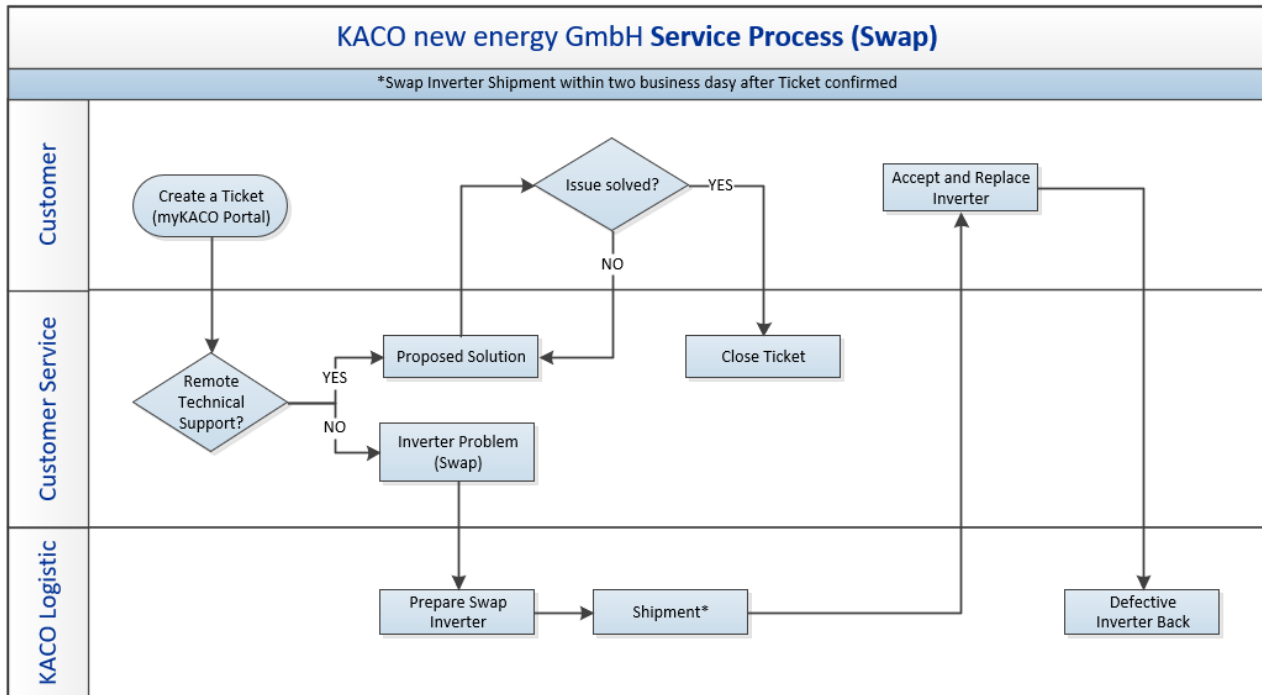 KACO new energy GmbH Service Process (Swap)
*Swap Inverter Shipment within two business dasy after Ticket confirmed
Customer
Create a Ticket
(myKACO Portal)
Issue solved?
YES
NO
Accept and Replace
Inverter
Customer Service
Remote
Technical
Support?
YES
NO
Proposed Solution
Inverter Problem
(Swap)
Close Ticket
KACO Logistic
Prepare Swap
Inverter
Shipment*
Defective
Inverter Back